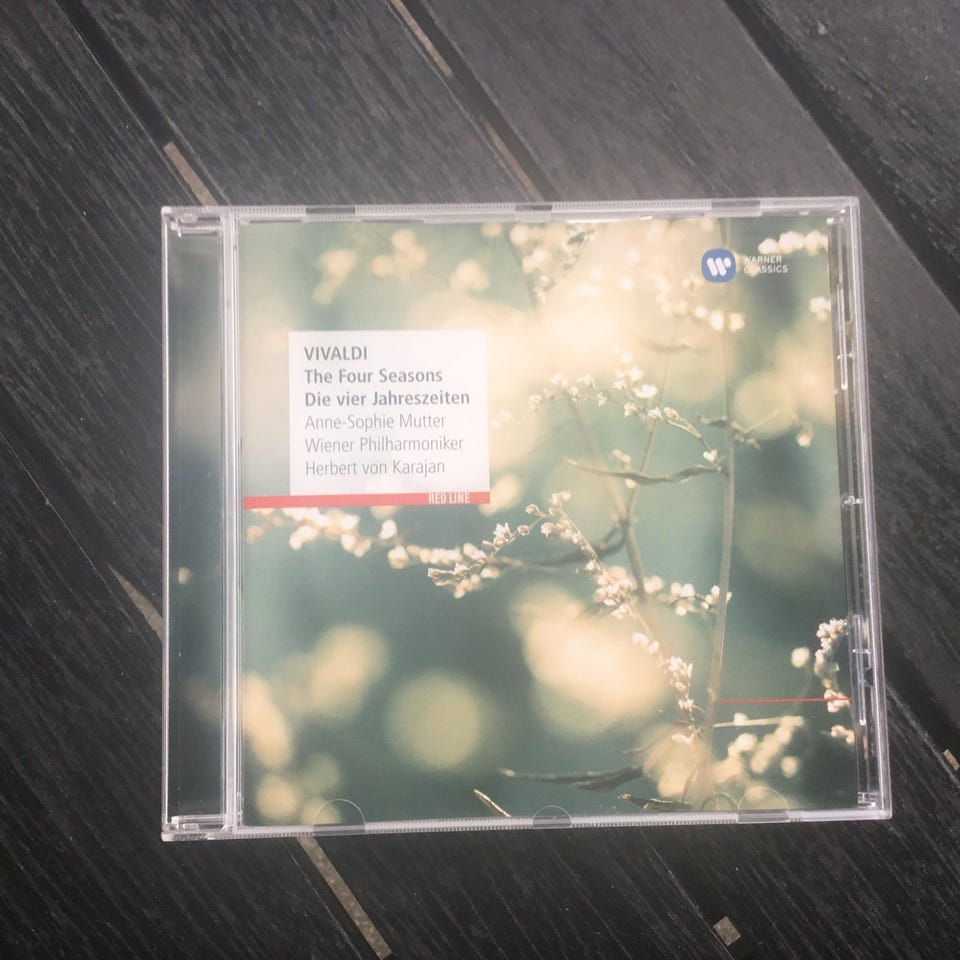 WARNER
CLASSICS
VIVALDI
The Four Seasons
Die vier Jahreszeiten
Anne-Sophie Mutter
Wiener Philharmoniker
Herbert von Karajan
RED LINE